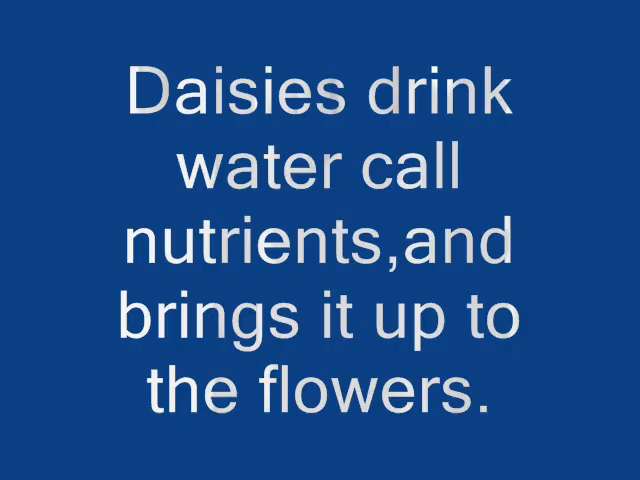 Daisies drink
water call
nutrients,and
brings it up to
the flowers.